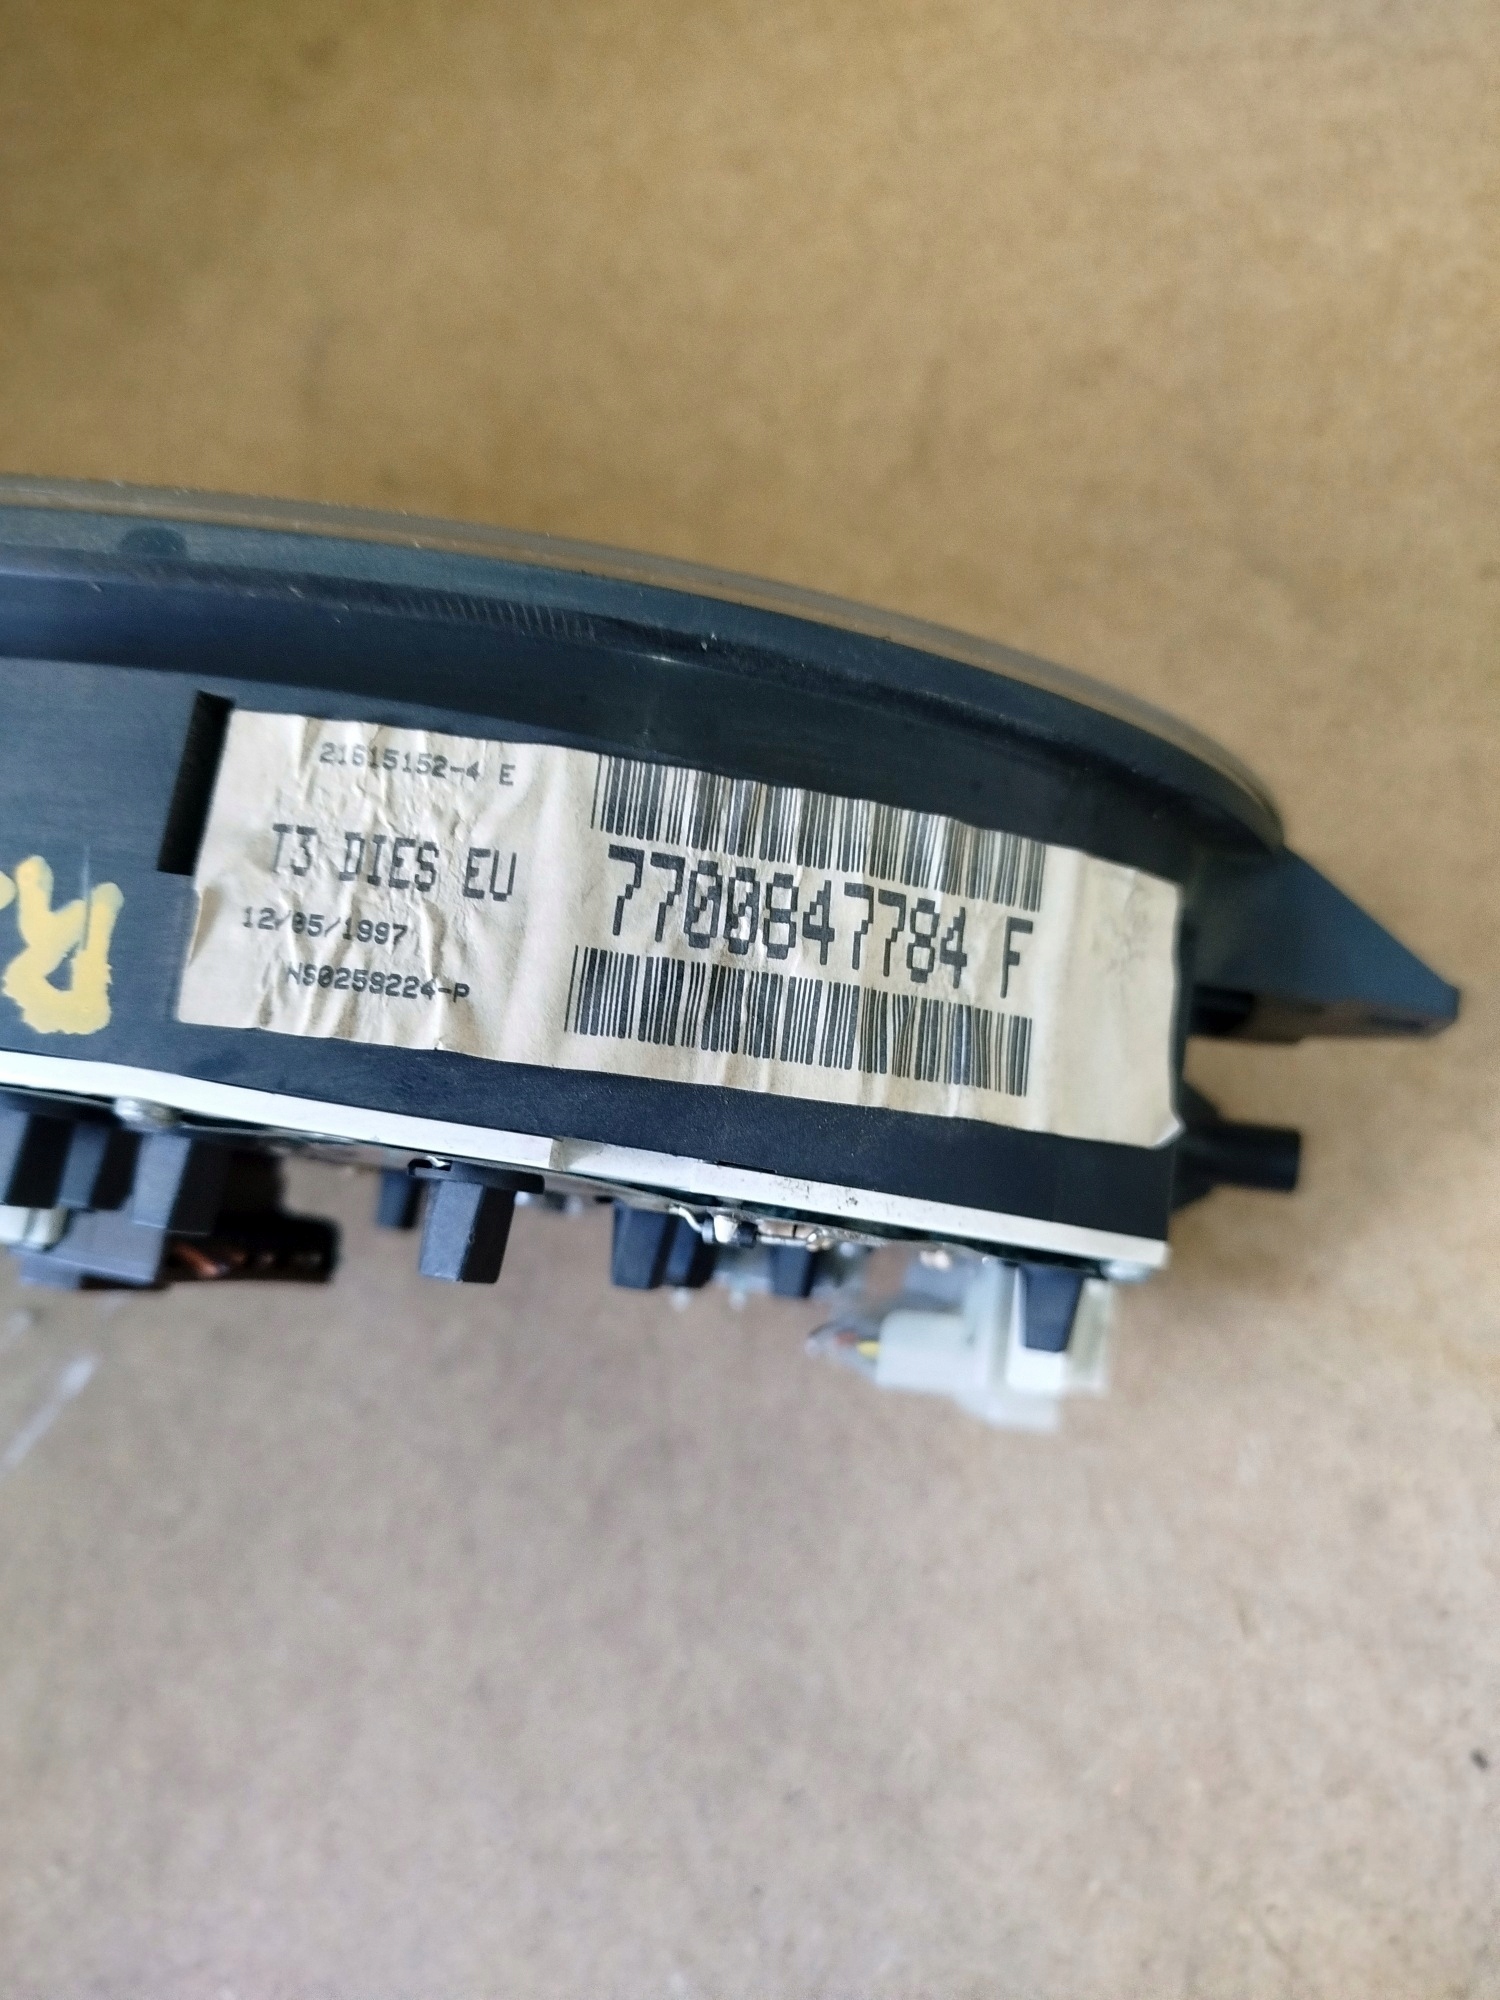 21615152-4 E
T3 DIES EU
12/05/1997
NS0259224-P
7700847784 F